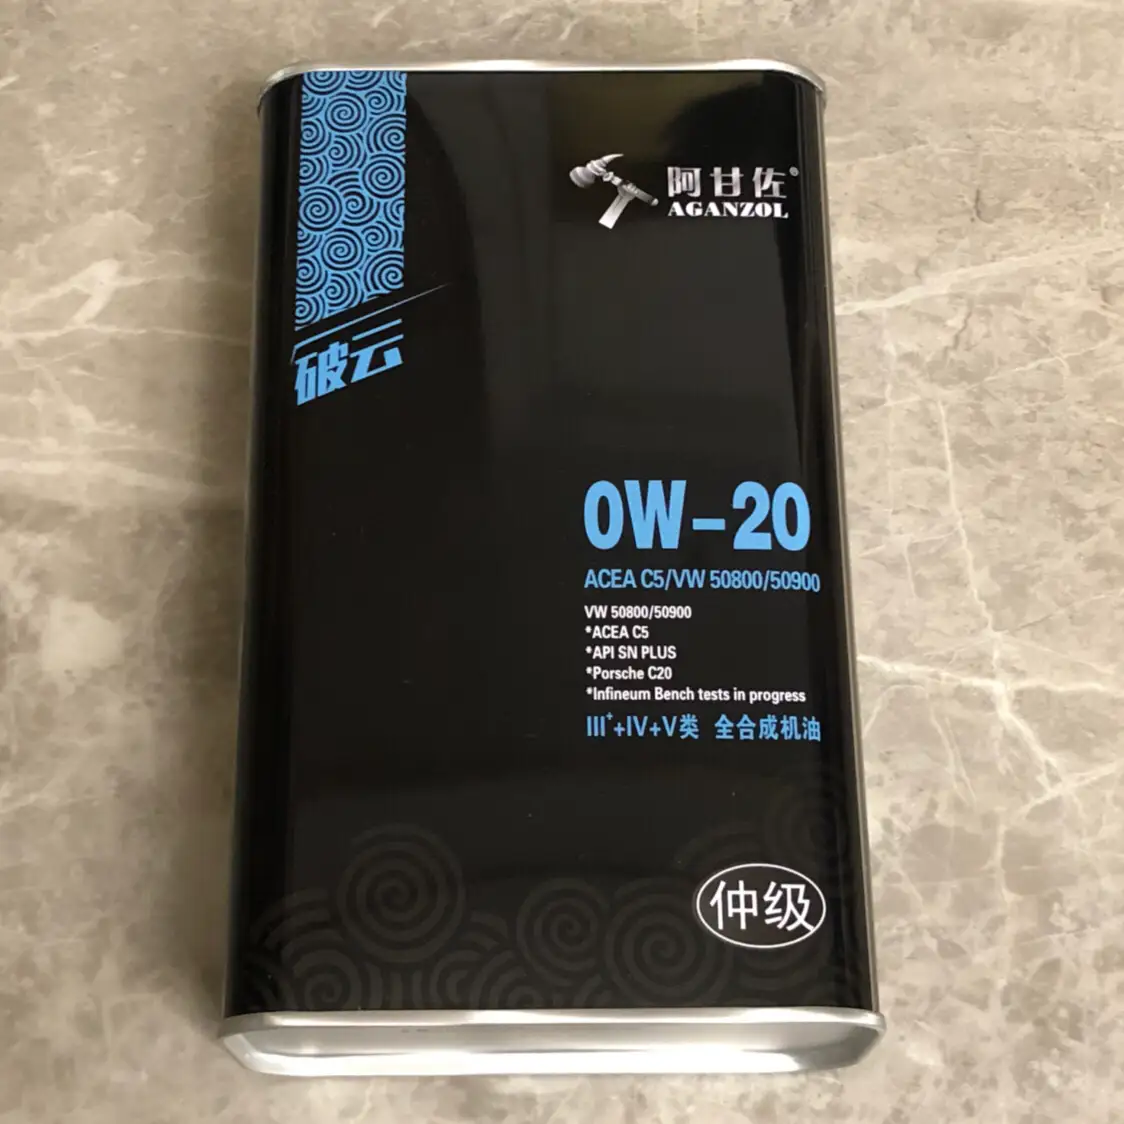 阿甘佐®
AGANZOL
破云
0W-20
ACEA C5/VW 50800/50900
VW 50800/50900
*ACEA C5
*API SN PLUS
*Porsche C20
*Infineum Bench tests in progress
III⁺+IV+V类 全合成机油
仲级